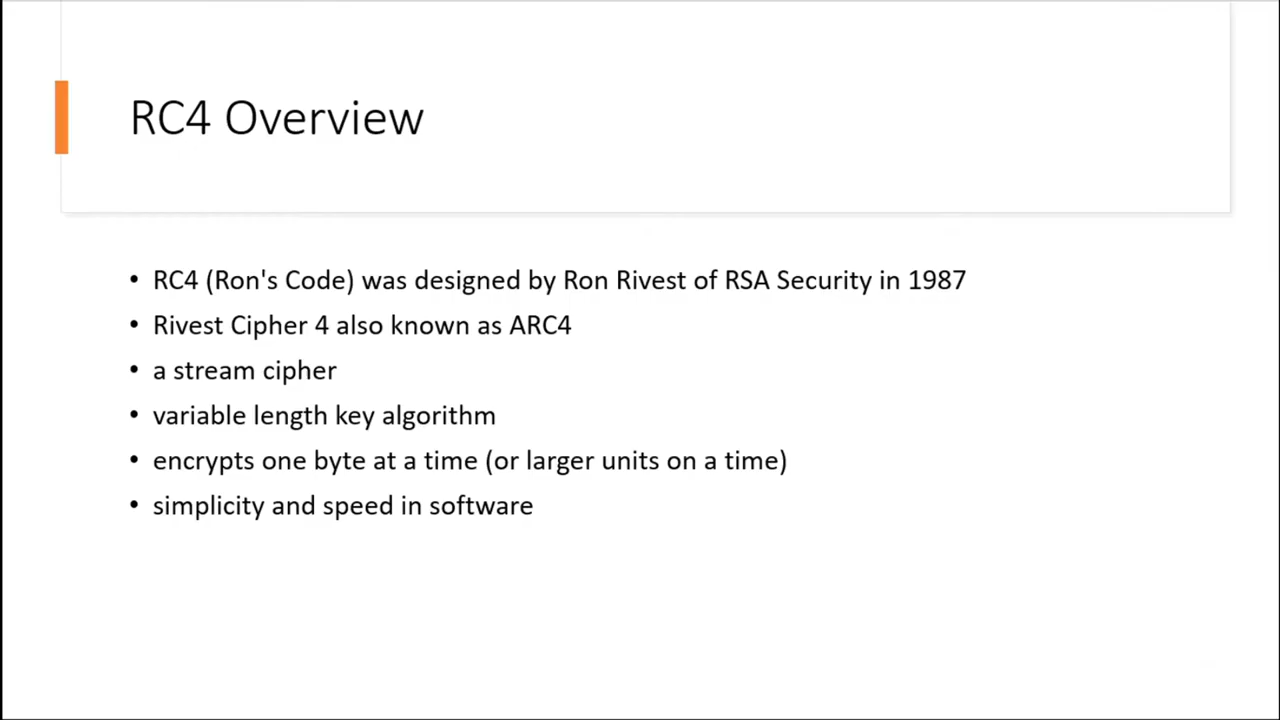 RC4 Overview
• RC4 (Ron's Code) was designed by Ron Rivest of RSA Security in 1987
• Rivest Cipher 4 also known as ARC4
• a stream cipher
• variable length key algorithm
• encrypts one byte at a time (or larger units on a time)
• simplicity and speed in software